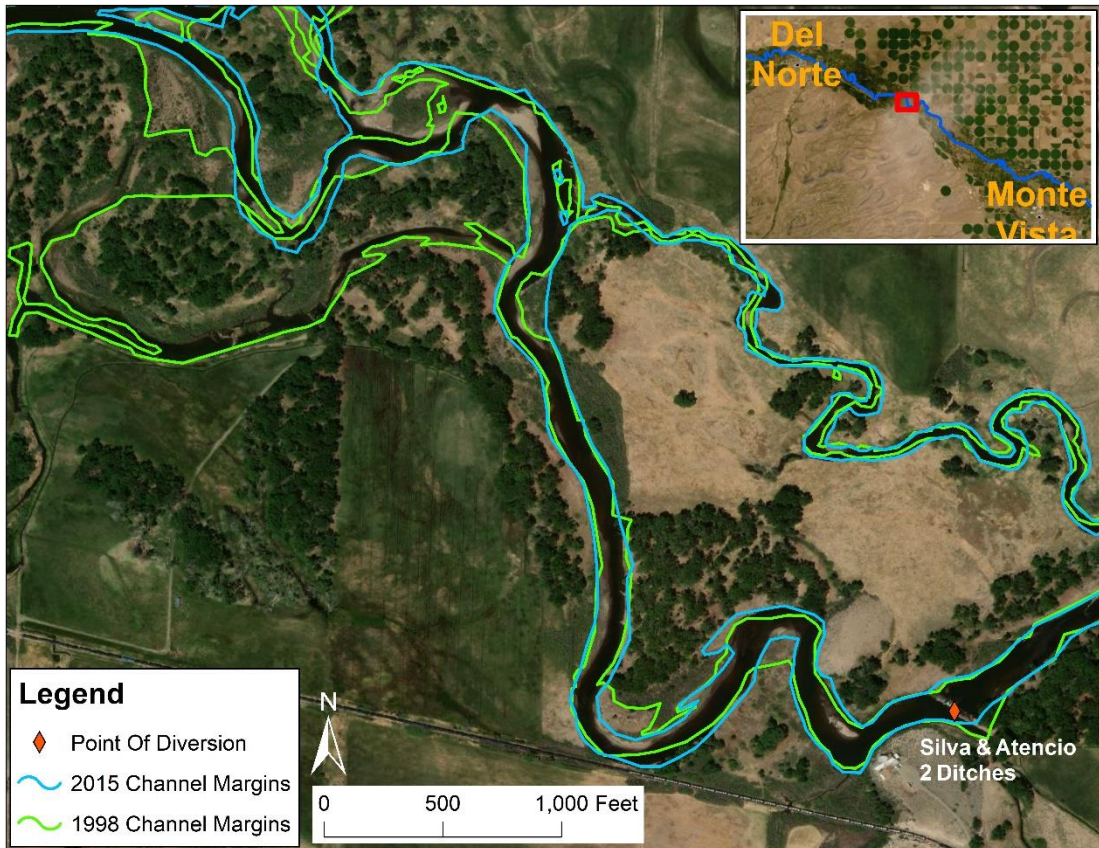 Del
Norte
Monte
Vista
Silva & Atencio
2 Ditches
Legend
Point Of Diversion
2015 Channel Margins
1998 Channel Margins
N
0 500 1,000 Feet